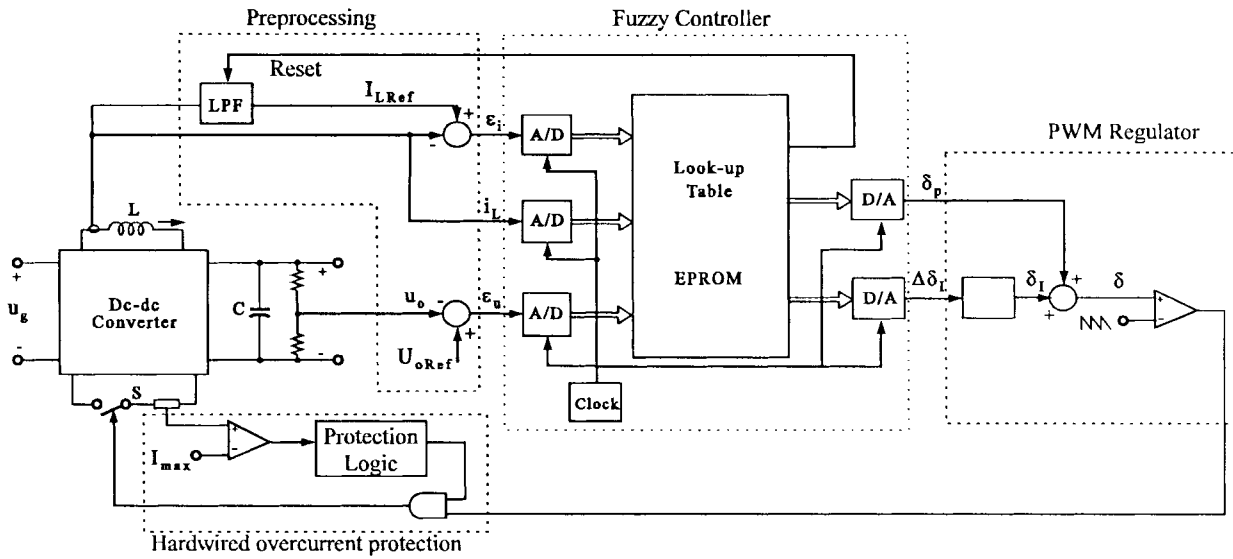 Preprocessing
Fuzzy Controller
Reset
LPF
I_LRef
+
-
ε_i
A/D
Look-up
Table
EPROM
PWM Regulator
L
i_L
A/D
D/A
δ_p
+
u_g
-
Dc-dc
Converter
C
+
-
u_o
-
+
ε_u
U_oRef
A/D
D/A
Δδ_I
δ_I
+
+
δ
+
-
Clock
S
I_max
+
-
Protection
Logic
Hardwired overcurrent protection